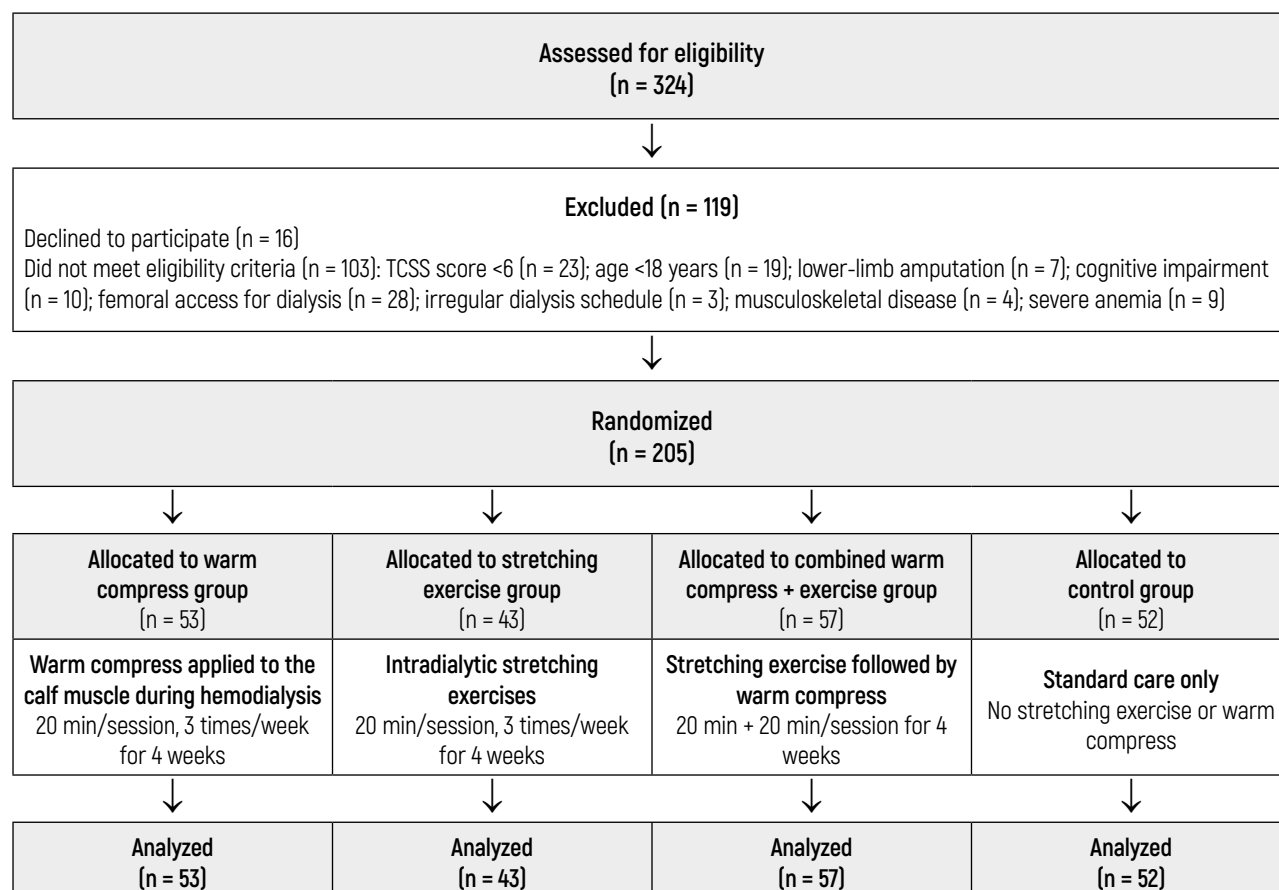 Assessed for eligibility
(n = 324)
Excluded (n = 119)
Declined to participate (n = 16)
Did not meet eligibility criteria (n = 103): TCSS score <6 (n = 23); age <18 years (n = 19); lower-limb amputation (n = 7); cognitive impairment
(n = 10); femoral access for dialysis (n = 28); irregular dialysis schedule (n = 3); musculoskeletal disease (n = 4); severe anemia (n = 9)
Randomized
(n = 205)
Allocated to warm
compress group
(n = 53)
Allocated to stretching
exercise group
(n = 43)
Allocated to combined warm
compress + exercise group
(n = 57)
Allocated to
control group
(n = 52)
Warm compress applied to the
calf muscle during hemodialysis
20 min/session, 3 times/week
for 4 weeks
Intradialytic stretching
exercises
20 min/session, 3 times/week
for 4 weeks
Stretching exercise followed by
warm compress
20 min + 20 min/session for 4
weeks
Standard care only
No stretching exercise or warm
compress
Analyzed
(n = 53)
Analyzed
(n = 43)
Analyzed
(n = 57)
Analyzed
(n = 52)